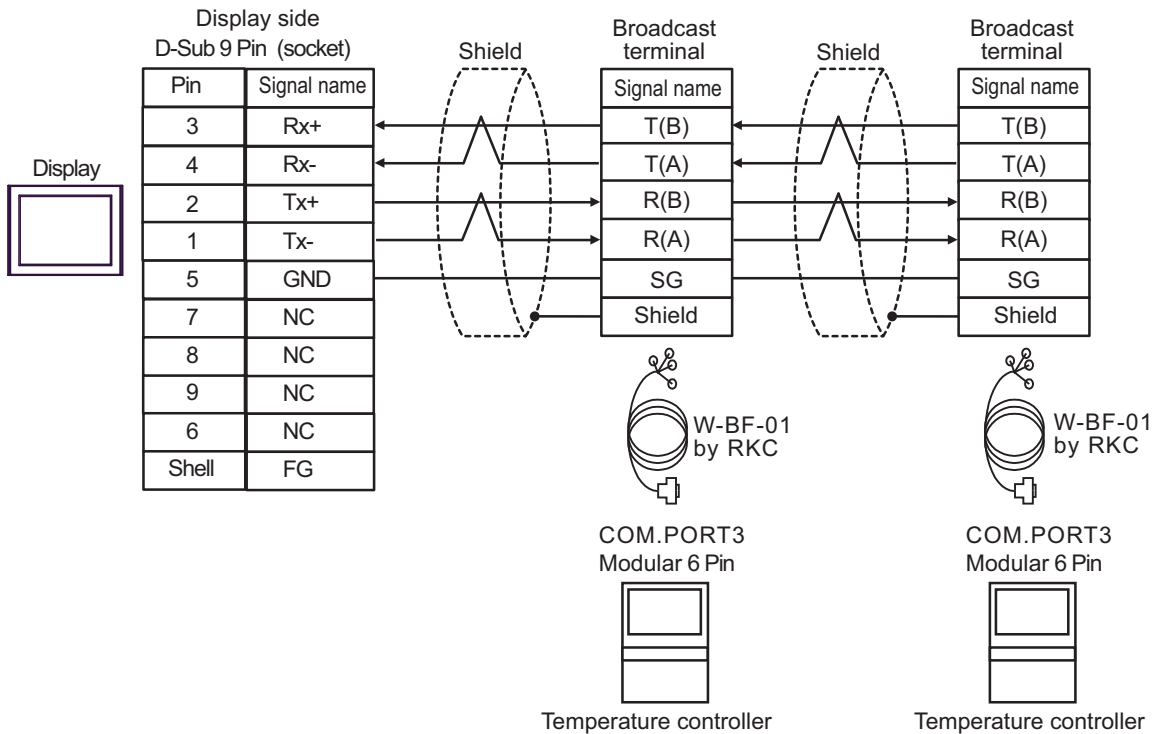 Display side
D-Sub 9 Pin (socket)
Shield
Broadcast
terminal
Shield
Broadcast
terminal
Pin Signal name
Signal name
Signal name
3 Rx+ T(B) T(B)
4 Rx- T(A) T(A)
Display
2 Tx+ R(B) R(B)
1 Tx- R(A) R(A)
5 GND SG SG
7 NC Shield Shield
8 NC
9 NC
6 NC
Shell FG
W-BF-01
by RKC
W-BF-01
by RKC
COM.PORT3
Modular 6 Pin
COM.PORT3
Modular 6 Pin
Temperature controller
Temperature controller